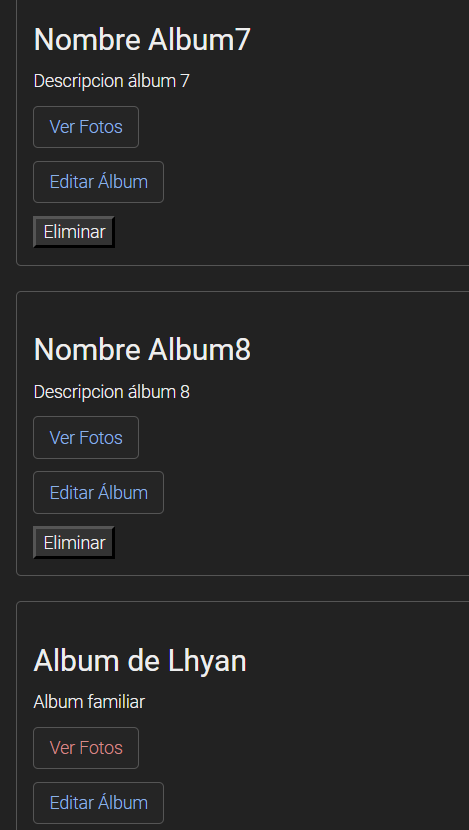 Nombre Album7
Descripcion álbum 7
Ver Fotos
Editar Álbum
Eliminar
Nombre Album8
Descripcion álbum 8
Ver Fotos
Editar Álbum
Eliminar
Album de Lhyan
Album familiar
Ver Fotos
Editar Álbum